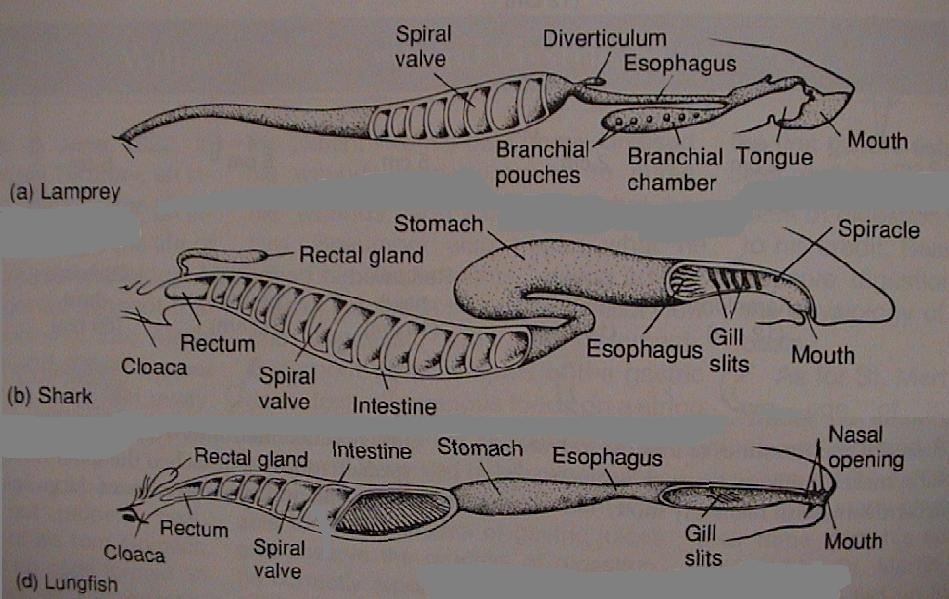 Spiral
valve
Diverticulum
Esophagus
Branchial
pouches
Branchial
chamber
Tongue
Mouth
(a) Lamprey
Stomach
Spiracle
Rectal gland
Rectum
Cloaca
Spiral
valve
Intestine
Esophagus
Gill
slits
Mouth
(b) Shark
Rectal gland
Intestine
Stomach
Esophagus
Nasal
opening
Rectum
Cloaca
Spiral
valve
Gill
slits
Mouth
(d) Lungfish